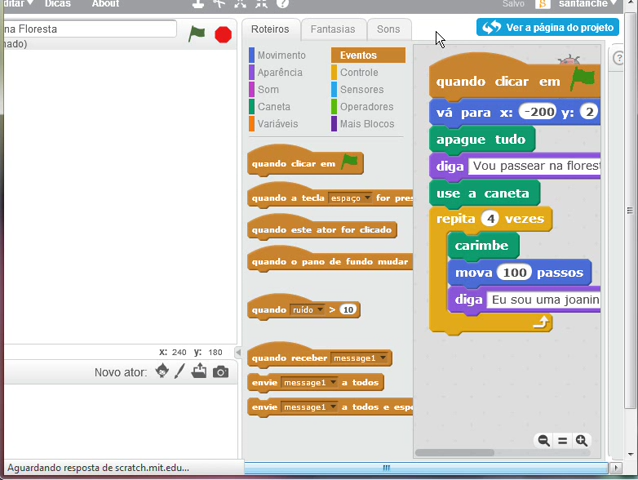 ditar Dicas About Salvo santanche
na Floresta
nado)
Roteiros Fantasias Sons
Ver a página do projeto
Movimento Eventos
Aparência Controle
Som Sensores
Caneta Operadores
Variáveis Mais Blocos
quando clicar em
quando a tecla espaço for pres
quando este ator for clicado
quando o pano de fundo mudar
quando ruído > 10
quando receber message1
envie message1 a todos
envie message1 a todos e espe
quando clicar em
vá para x: -200 y: 2
apague tudo
diga Vou passear na florest
use a caneta
repita 4 vezes
carimbe
mova 100 passos
diga Eu sou uma joanin
x: 240 y: 180
Novo ator:
Aguardando resposta de scratch.mit.edu...